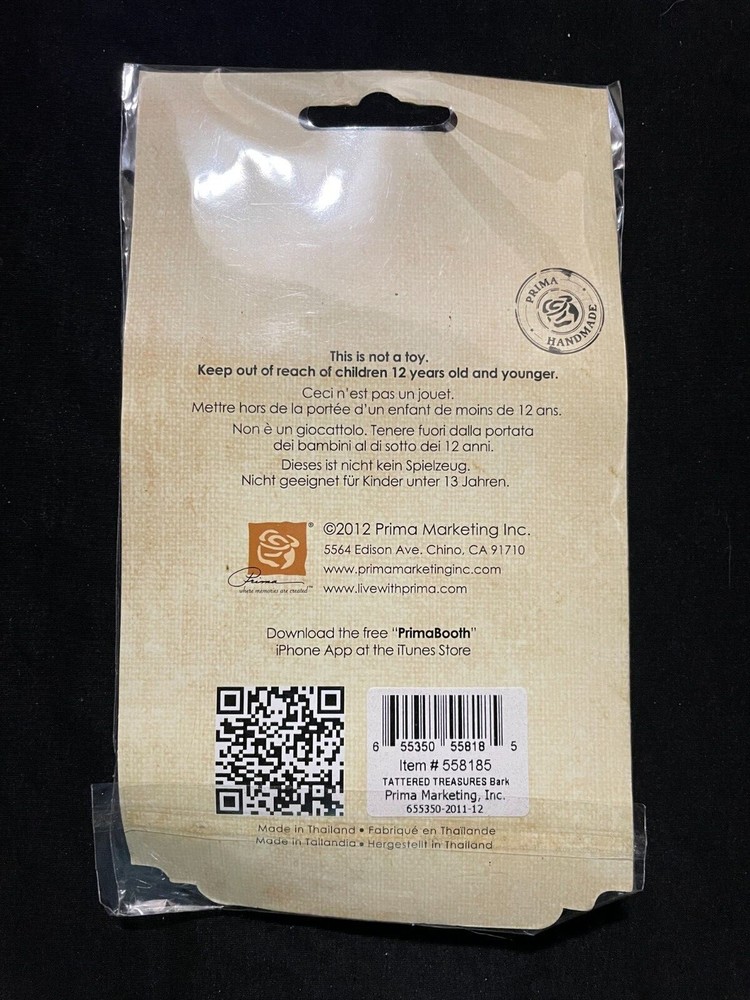 PRIMA
HANDMADE
This is not a toy.
Keep out of reach of children 12 years old and younger.
Ceci n'est pas un jouet.
Mettre hors de la portée d'un enfant de moins de 12 ans.
Non è un giocattolo. Tenere fuori dalla portata
dei bambini al di sotto dei 12 anni.
Dieses ist nicht kein Spielzeug.
Nicht geeignet für Kinder unter 13 Jahren.
®
©2012 Prima Marketing Inc.
5564 Edison Ave. Chino, CA 91710
www.primamarketinginc.com
www.livewithprima.com
Prima
where memories are created™
Download the free "PrimaBooth"
iPhone App at the iTunes Store
6 55350 55818 5
Item # 558185
TATTERED TREASURES Bark
Prima Marketing, Inc.
655350-2011-12
Made in Thailand • Fabriqué en Thaïlande
Made in Tailandia • Hergestellt in Thailand